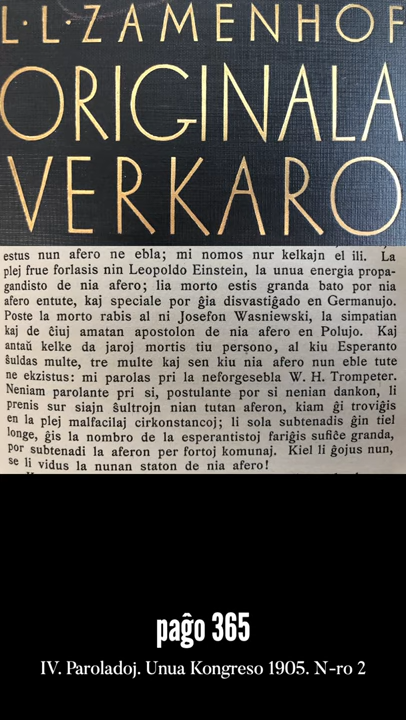 L·L·ZAMENHOF
ORIGINALA
VERKARO
estus nun afero ne ebla; mi nomos nur kelkajn el ili. La
plej frue forlasis nin Leopoldo Einstein, la unua energia propa-
gandisto de nia afero; lia morto estis granda bato por nia
afero entute, kaj speciale por ĝia disvastiĝado en Germanujo.
Poste la morto rabis al ni Josefon Wasniewski, la simpatian
kaj de ĉiuj amatan apostolon de nia afero en Polujo. Kaj
antaŭ kelke da jaroj mortis tiu persono, al kiu Esperanto
ŝuldas multe, tre multe kaj sen kiu nia afero nun eble tute
ne ekzistus: mi parolas pri la neforgesebla W. H. Trompeter.
Neniam parolante pri si, postulante por si nenian dankon, li
prenis sur siajn ŝultrojn nian tutan aferon, kiam ĝi troviĝis
en la plej malfacilaj cirkonstancoj; li sola subtenadis ĝin tiel
longe, ĝis la nombro de la esperantistoj fariĝis sufiĉe granda,
por subtenadi la aferon per fortoj komunaj. Kiel li ĝojus nun,
se li vidus la nunan staton de nia afero!
paĝo 365
IV. Paroladoj. Unua Kongreso 1905. N-ro 2